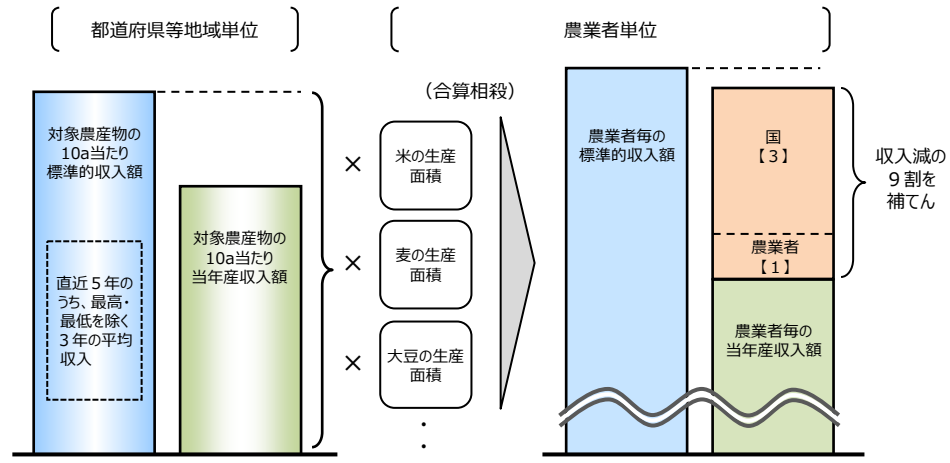 都道府県等地域単位
農業者単位
対象農産物の
10a当たり
標準的収入額
直近５年の
うち、最高・
最低を除く
３年の平均
収入
対象農産物の
10a当たり
当年産収入額
（合算相殺）
×
米の生産
面積
×
麦の生産
面積
×
大豆の生産
面積
・
・
農業者毎の
標準的収入額
国
【３】
農業者
【１】
農業者毎の
当年産収入額
収入減の
９割を
補てん